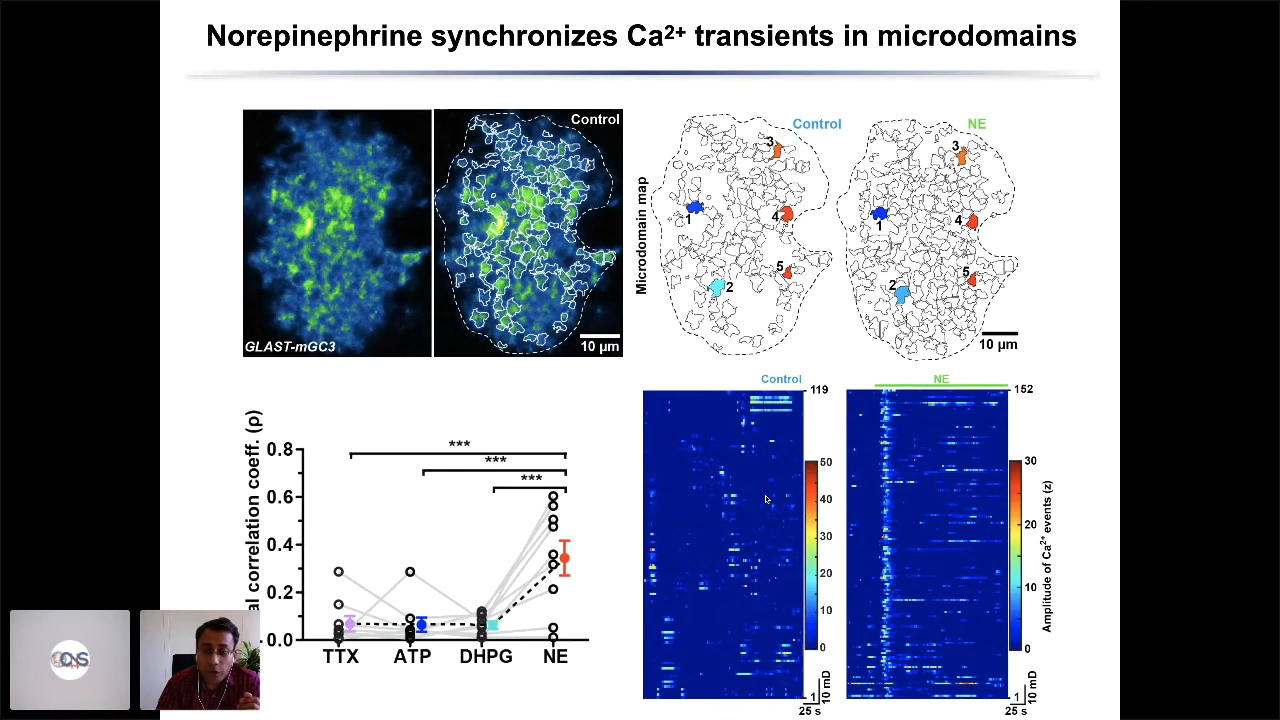 Norepinephrine synchronizes Ca²⁺ transients in microdomains
Control
GLAST-mGC3
10 µm
Microdomain map
Control
3
1
4
5
2
NE
3
4
1
5
2
10 µm
al correlation coeff. (ρ)
0.8
0.6
0.4
0.2
0.0
***
***
***
TTX
ATP
DHPG
NE
Control
119
50
40
30
20
10
0
1
10 mD
25 s
NE
152
30
20
10
0
Amplitude of Ca²⁺ events (z)
1
10 mD
25 s